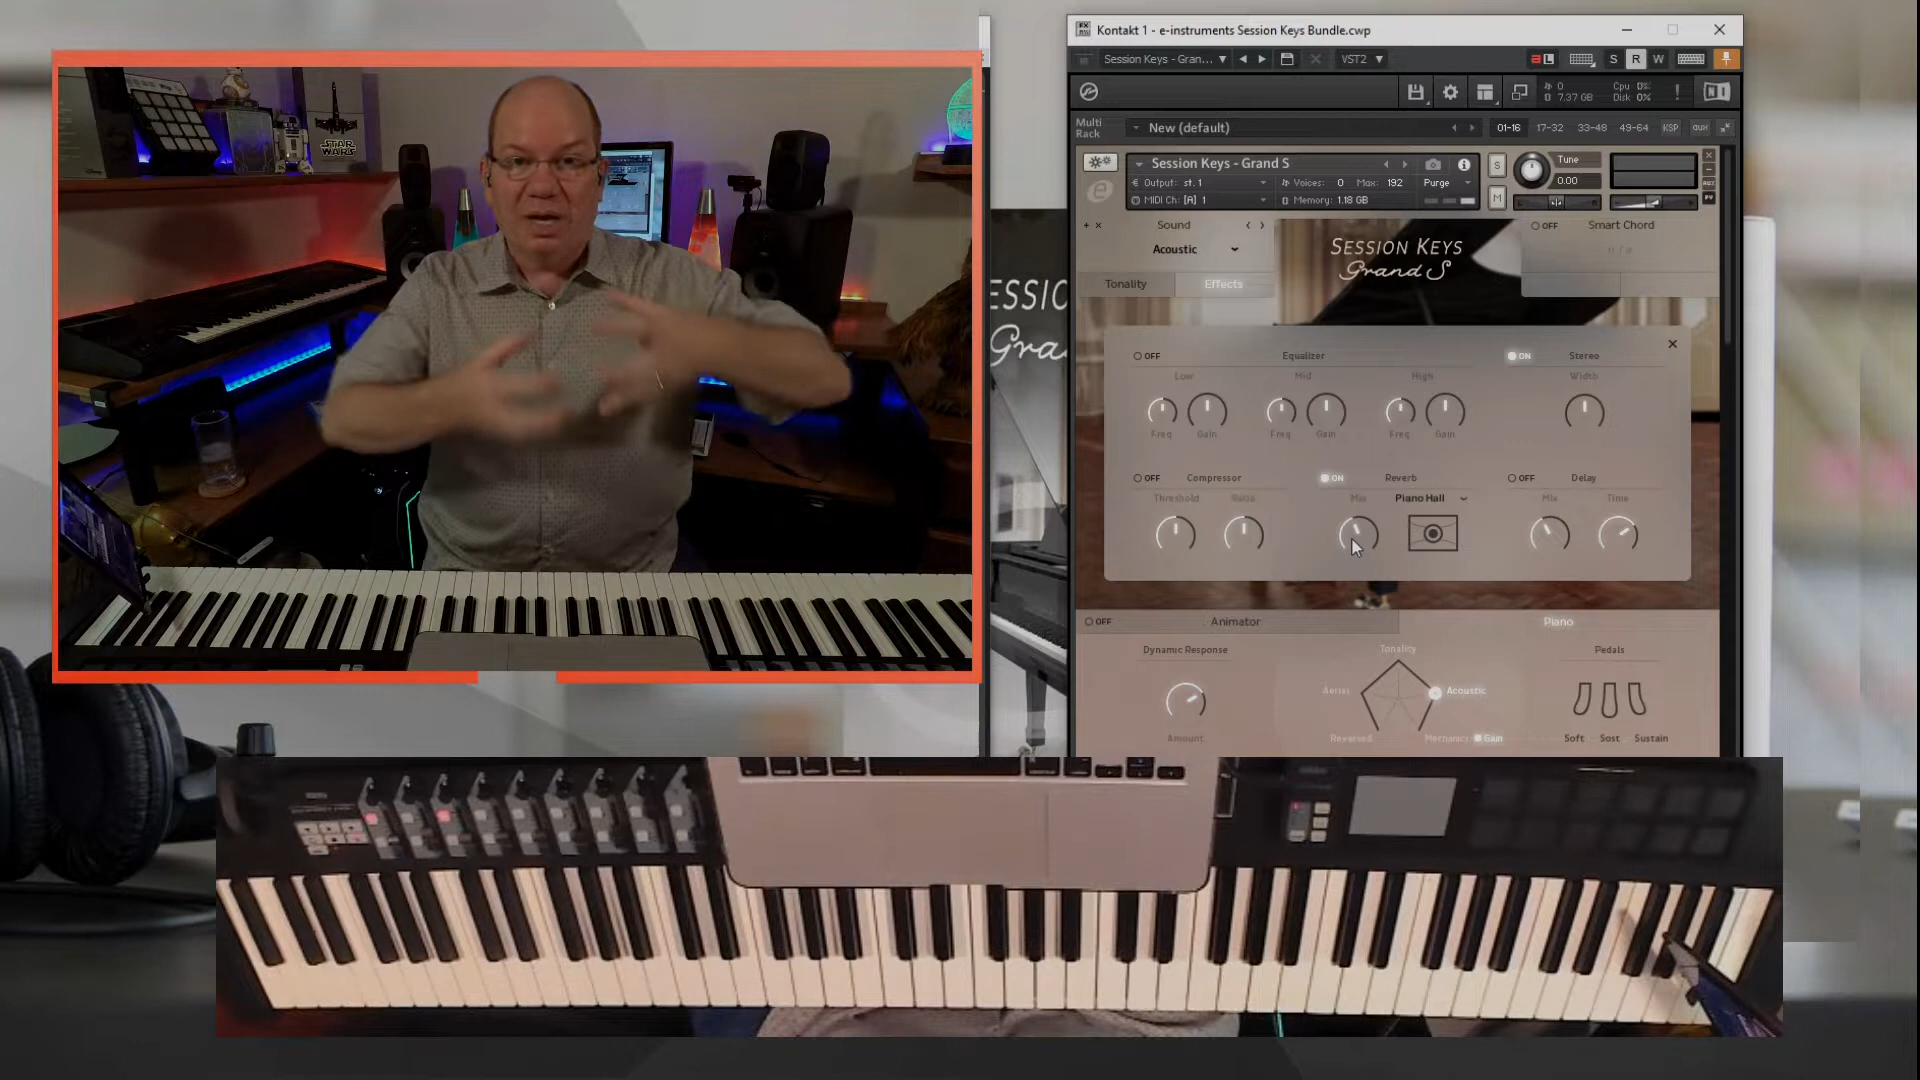 Kontakt 1 - e-instruments Session Keys Bundle.cwp
Session Keys - Gran... VST2 S R W
0 7.37 GB Cpu 0% Disk 0%
Multi Rack New (default) 01-16 17-32 33-48 49-64 KSP aux
Session Keys - Grand S S Tune
Output: st.1 Voices: 0 Max: 192 Purge 0.00
MIDI Ch: [A] 1 Memory: 1.18 GB M
Sound OFF Smart Chord
Acoustic
SESSION KEYS
Grand S
Tonality Effects
OFF Equalizer ON Stereo
Low Mid High Width
Freq Gain Freq Gain Freq Gain
OFF Compressor ON Reverb OFF Delay
Threshold Ratio Mix Piano Hall Mix Time
OFF Animator Piano
Dynamic Response Tonality Pedals
Aerial Acoustic
Amount Reversed Mechanics Gain Soft Sost Sustain
STAR WARS
ESSIO
Gra